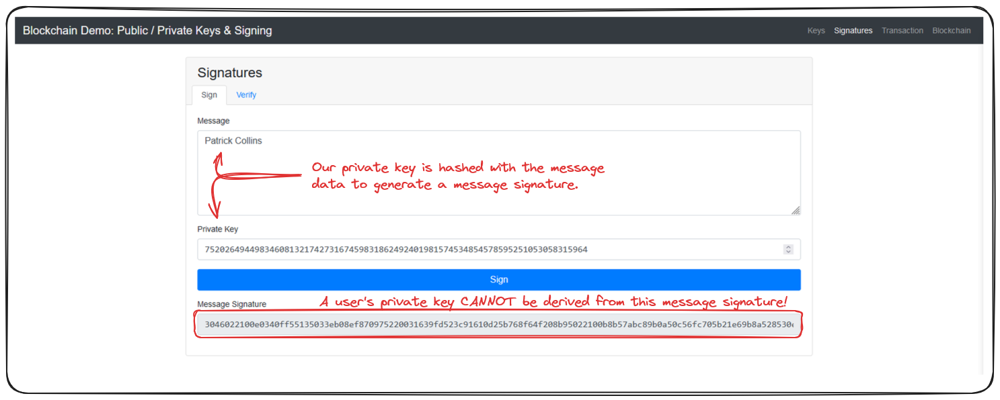 Blockchain Demo: Public / Private Keys & Signing
Keys Signatures Transaction Blockchain
Signatures
Sign Verify
Message
Patrick Collins
Our private key is hashed with the message
data to generate a message signature.
Private Key
75202649449834608132174273167459831862492401981574534854578595251053058315964
Sign
A user's private key CANNOT be derived from this message signature!
Message Signature
3046022100e0340ff55135033eb08ef870975220031639fd523c91610d25b768f64f208b95022100b8b57abc89b0a50c56fc705b21e69b8a528530e